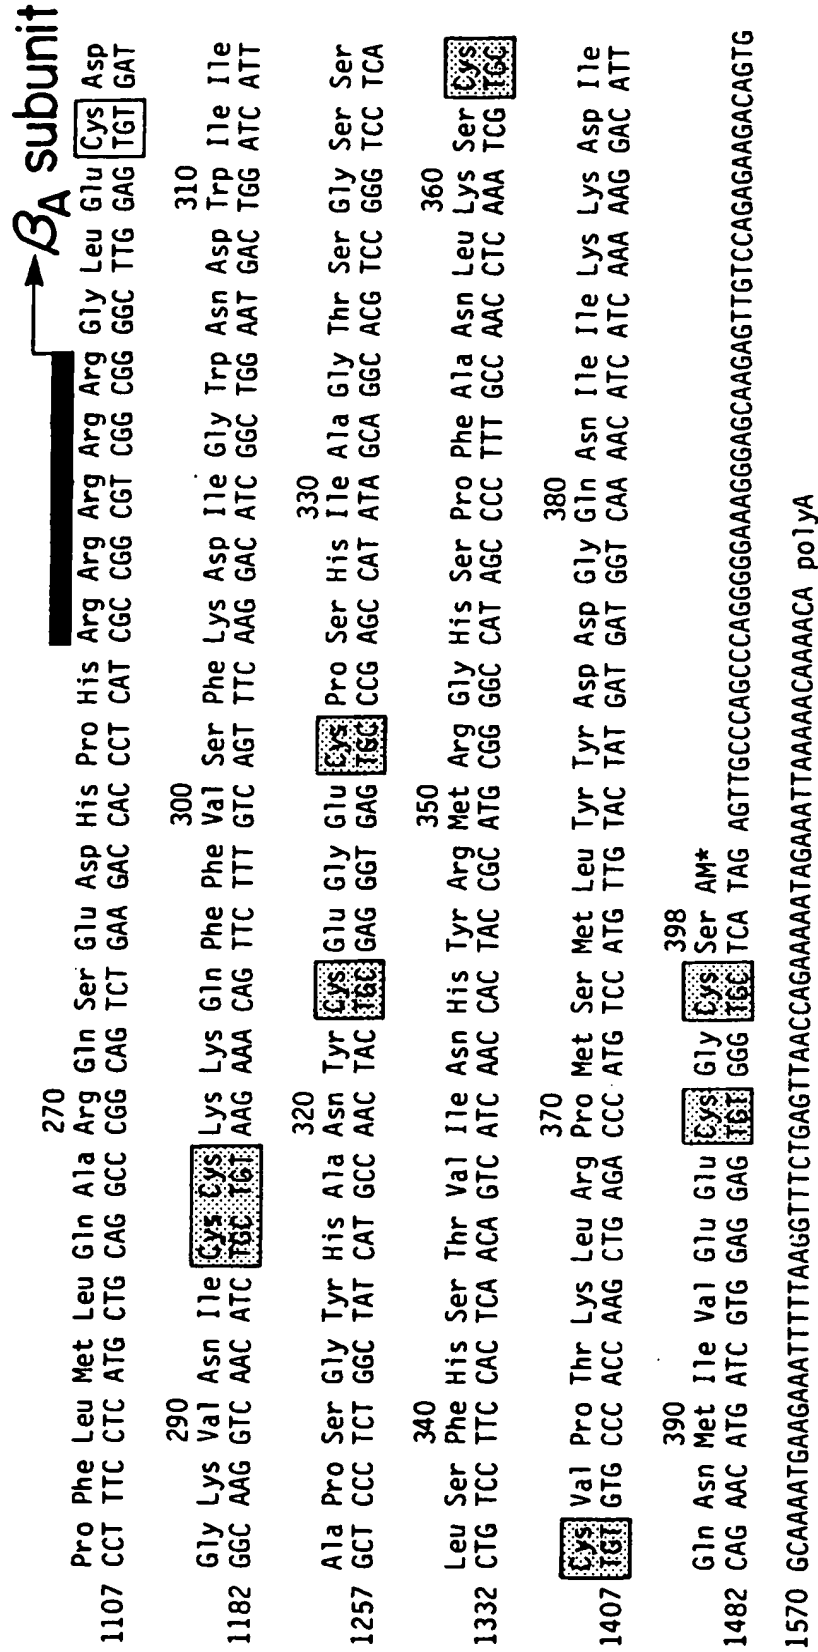 βA subunit
270
Pro Phe Leu Met Leu Gln Ala Arg Gln Ser Glu Asp His Pro His Arg Arg Arg Arg Arg Gly Leu Glu Cys Asp
1107 CCT TTC CTC ATG CTG CAG GCC CGG CAG TCT GAA GAC CAC CCT CAT CGC CGG CGT CGG CGG GGC TTG GAG TGT GAT
290 300 310
Gly Lys Val Asn Ile Cys Cys Lys Lys Gln Phe Phe Val Ser Phe Lys Asp Ile Gly Trp Asn Asp Trp Ile Ile
1182 GGC AAG GTC AAC ATC TGC TGT AAG AAA CAG TTC TTT GTC AGT TTC AAG GAC ATC GGC TGG AAT GAC TGG ATC ATT
320 330
Ala Pro Ser Gly Tyr His Ala Asn Tyr Cys Glu Gly Glu Cys Pro Ser His Ile Ala Gly Thr Ser Gly Ser Ser
1257 GCT CCC TCT GGC TAT CAT GCC AAC TAC TGC GAG GGT GAG TGC CCG AGC CAT ATA GCA GGC ACG TCC GGG TCC TCA
340 350 360
Leu Ser Phe His Ser Thr Val Ile Asn His Tyr Arg Met Arg Gly His Ser Pro Phe Ala Asn Leu Lys Ser Cys
1332 CTG TCC TTC CAC TCA ACA GTC ATC AAC CAC TAC CGC ATG CGG GGC CAT AGC CCC TTT GCC AAC CTC AAA TCG TGC
370 380
Cys Val Pro Thr Lys Leu Arg Pro Met Ser Met Leu Tyr Tyr Asp Asp Gly Gln Asn Ile Ile Lys Lys Asp Ile
1407 TGT GTG CCC ACC AAG CTG AGA CCC ATG TCC ATG TTG TAC TAT GAT GAT GGT CAA AAC ATC ATC AAA AAG GAC ATT
390 398
Gln Asn Met Ile Val Glu Glu Cys Gly Cys Ser AM*
1482 CAG AAC ATG ATC GTG GAG GAG TGT GGG TGC TCA TAG AGTTGCCCAGCCCAGGGGGAAAGGGAGCAAGAGTTGTCCAGAGAAGACAGTG
1570 GCAAAATGAAGAAATTTTTAAGGTTTCTGAGTTAACCAGAAAAATAGAAATTAAAAACAAAACA polyA